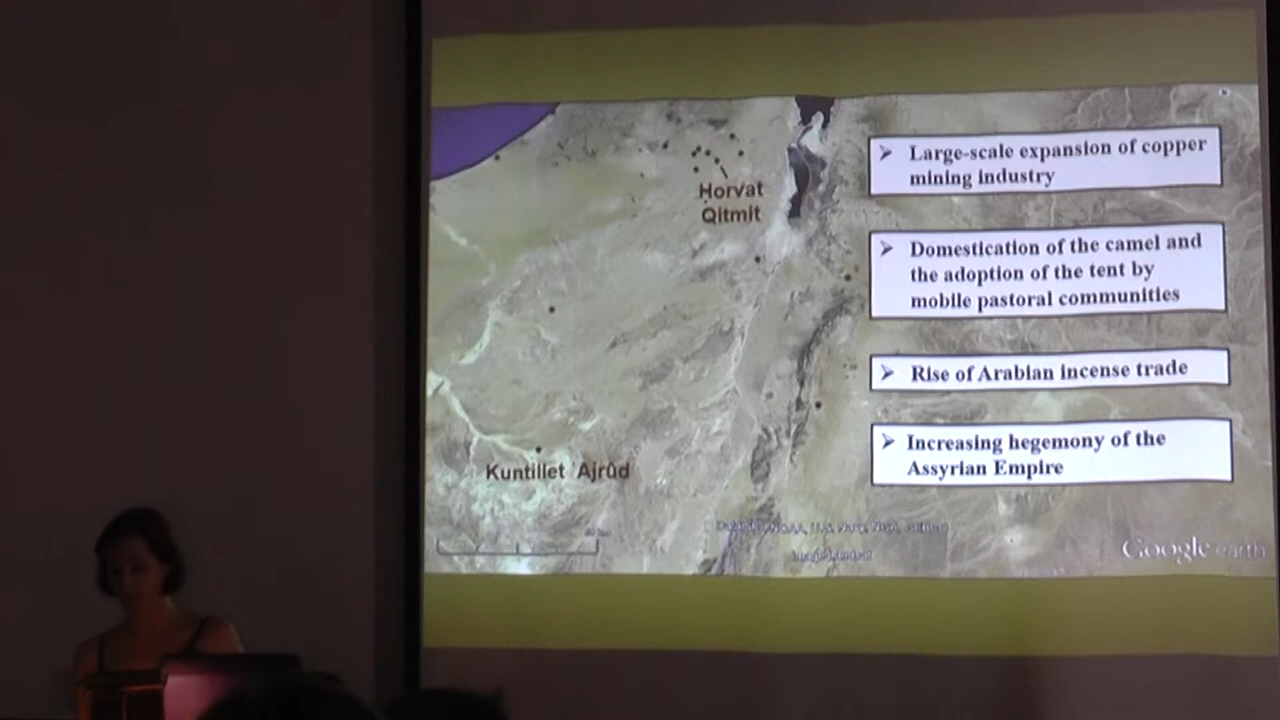 Ḥorvat
Qitmit
Kuntillet ʿAjrûd
➢ Large-scale expansion of copper
mining industry
➢ Domestication of the camel and
the adoption of the tent by
mobile pastoral communities
➢ Rise of Arabian incense trade
➢ Increasing hegemony of the
Assyrian Empire
Google earth